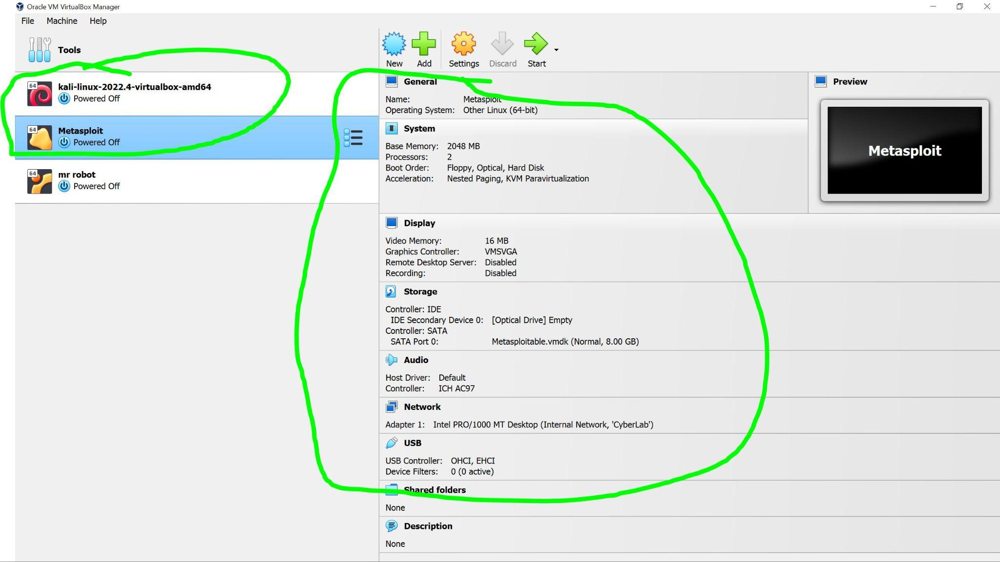 Oracle VM VirtualBox Manager
File Machine Help
Tools
New Add Settings Discard Start
64 kali-linux-2022.4-virtualbox-amd64
Powered Off
64 Metasploit
Powered Off
64 mr robot
Powered Off
General
Name: Metasploit
Operating System: Other Linux (64-bit)
System
Base Memory: 2048 MB
Processors: 2
Boot Order: Floppy, Optical, Hard Disk
Acceleration: Nested Paging, KVM Paravirtualization
Preview
Metasploit
Display
Video Memory: 16 MB
Graphics Controller: VMSVGA
Remote Desktop Server: Disabled
Recording: Disabled
Storage
Controller: IDE
IDE Secondary Device 0: [Optical Drive] Empty
Controller: SATA
SATA Port 0: Metasploitable.vmdk (Normal, 8.00 GB)
Audio
Host Driver: Default
Controller: ICH AC97
Network
Adapter 1: Intel PRO/1000 MT Desktop (Internal Network, 'CyberLab')
USB
USB Controller: OHCI, EHCI
Device Filters: 0 (0 active)
Shared folders
None
Description
None